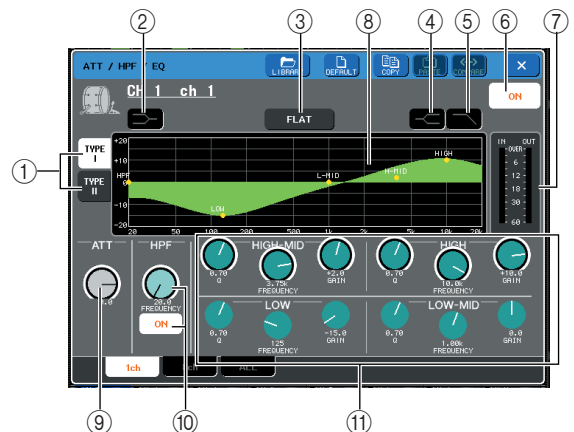 ② ③ ⑧ ④ ⑤ ⑥ ⑦
ATT / HPF / EQ
LIBRARY
DEFAULT
COPY
PASTE
COMPARE
×
CH 1 ch 1
FLAT
ON
①
TYPE I
TYPE II
+20
+10
0
-10
-20
HPF
LOW
L-MID
H-MID
HIGH
20 50 100 200 500 1k 2k 5k 10k 20k
IN OUT
OVER
6
12
18
30
60
ATT
HPF
HIGH-MID
HIGH
20.0
FREQUENCY
ON
0.70
Q
3.75k
FREQUENCY
+2.0
GAIN
0.70
Q
10.0k
FREQUENCY
+10.0
GAIN
LOW
LOW-MID
0.70
Q
125
FREQUENCY
-15.0
GAIN
0.70
Q
1.00k
FREQUENCY
0.0
GAIN
1ch
ALL
⑨ ⑩ ⑪